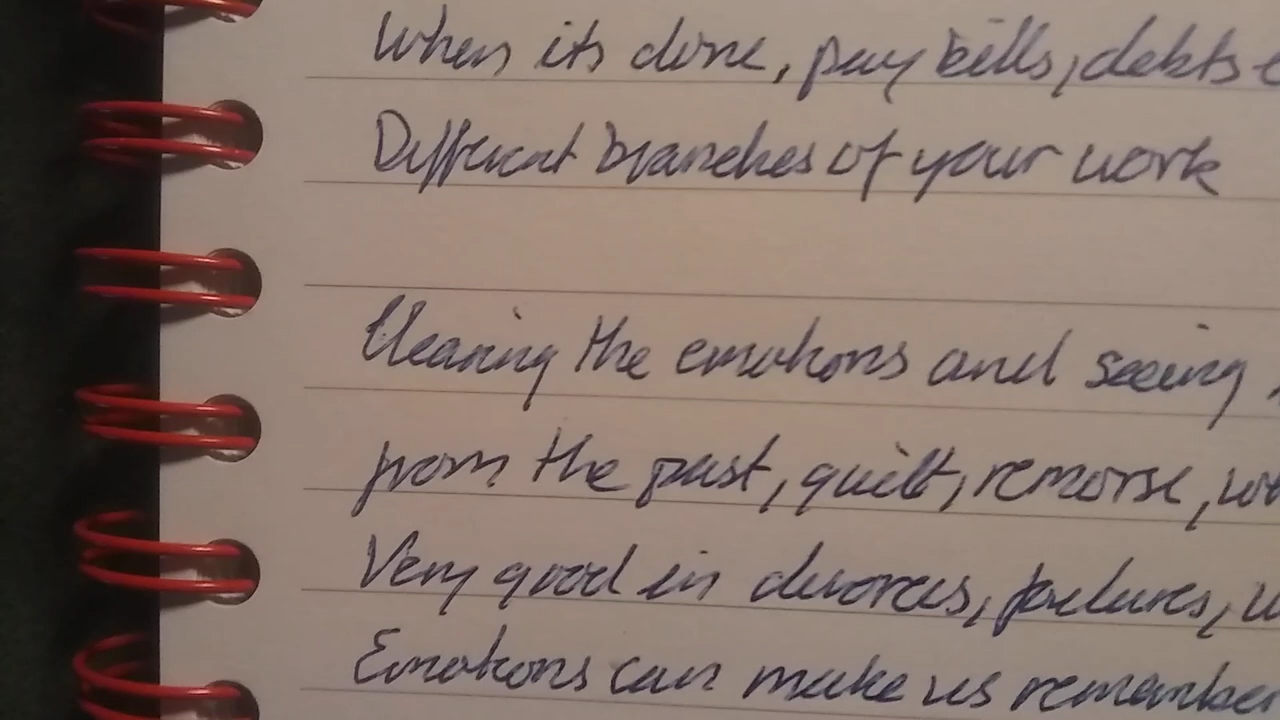 When its done, pay bills, debts
Different branches of your work
Clearing the emotions and seeing
from the past, guilt, remorse,
Very good in divorces, failures,
Emotions can make us remember